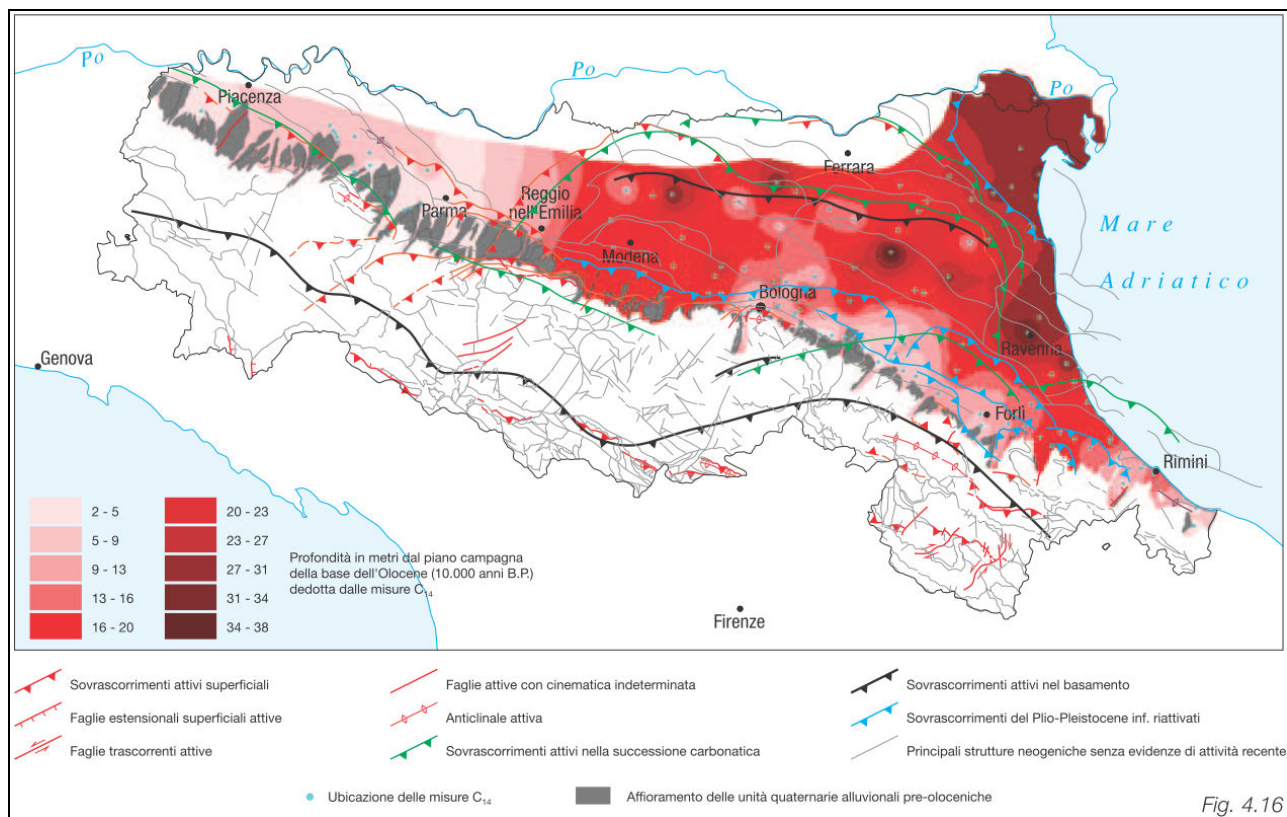 Po
Po
Po
Piacenza
Ferrara
Parma
Reggio
nell'Emilia
Modena
Mare
Adriatico
Bologna
Ravenna
Genova
Forlì
Rimini
Firenze
2 - 5
5 - 9
9 - 13
13 - 16
16 - 20
20 - 23
23 - 27
27 - 31
31 - 34
34 - 38
Profondità in metri dal piano campagna
della base dell'Olocene (10.000 anni B.P.)
dedotta dalle misure C14
Sovrascorrimenti attivi superficiali
Faglie estensionali superficiali attive
Faglie trascorrenti attive
Faglie attive con cinematica indeterminata
Anticlinale attiva
Sovrascorrimenti attivi nella successione carbonatica
Sovrascorrimenti attivi nel basamento
Sovrascorrimenti del Plio-Pleistocene inf. riattivati
Principali strutture neogeniche senza evidenze di attività recente
Ubicazione delle misure C14
Affioramento delle unità quaternarie alluvionali pre-oloceniche
Fig. 4.16